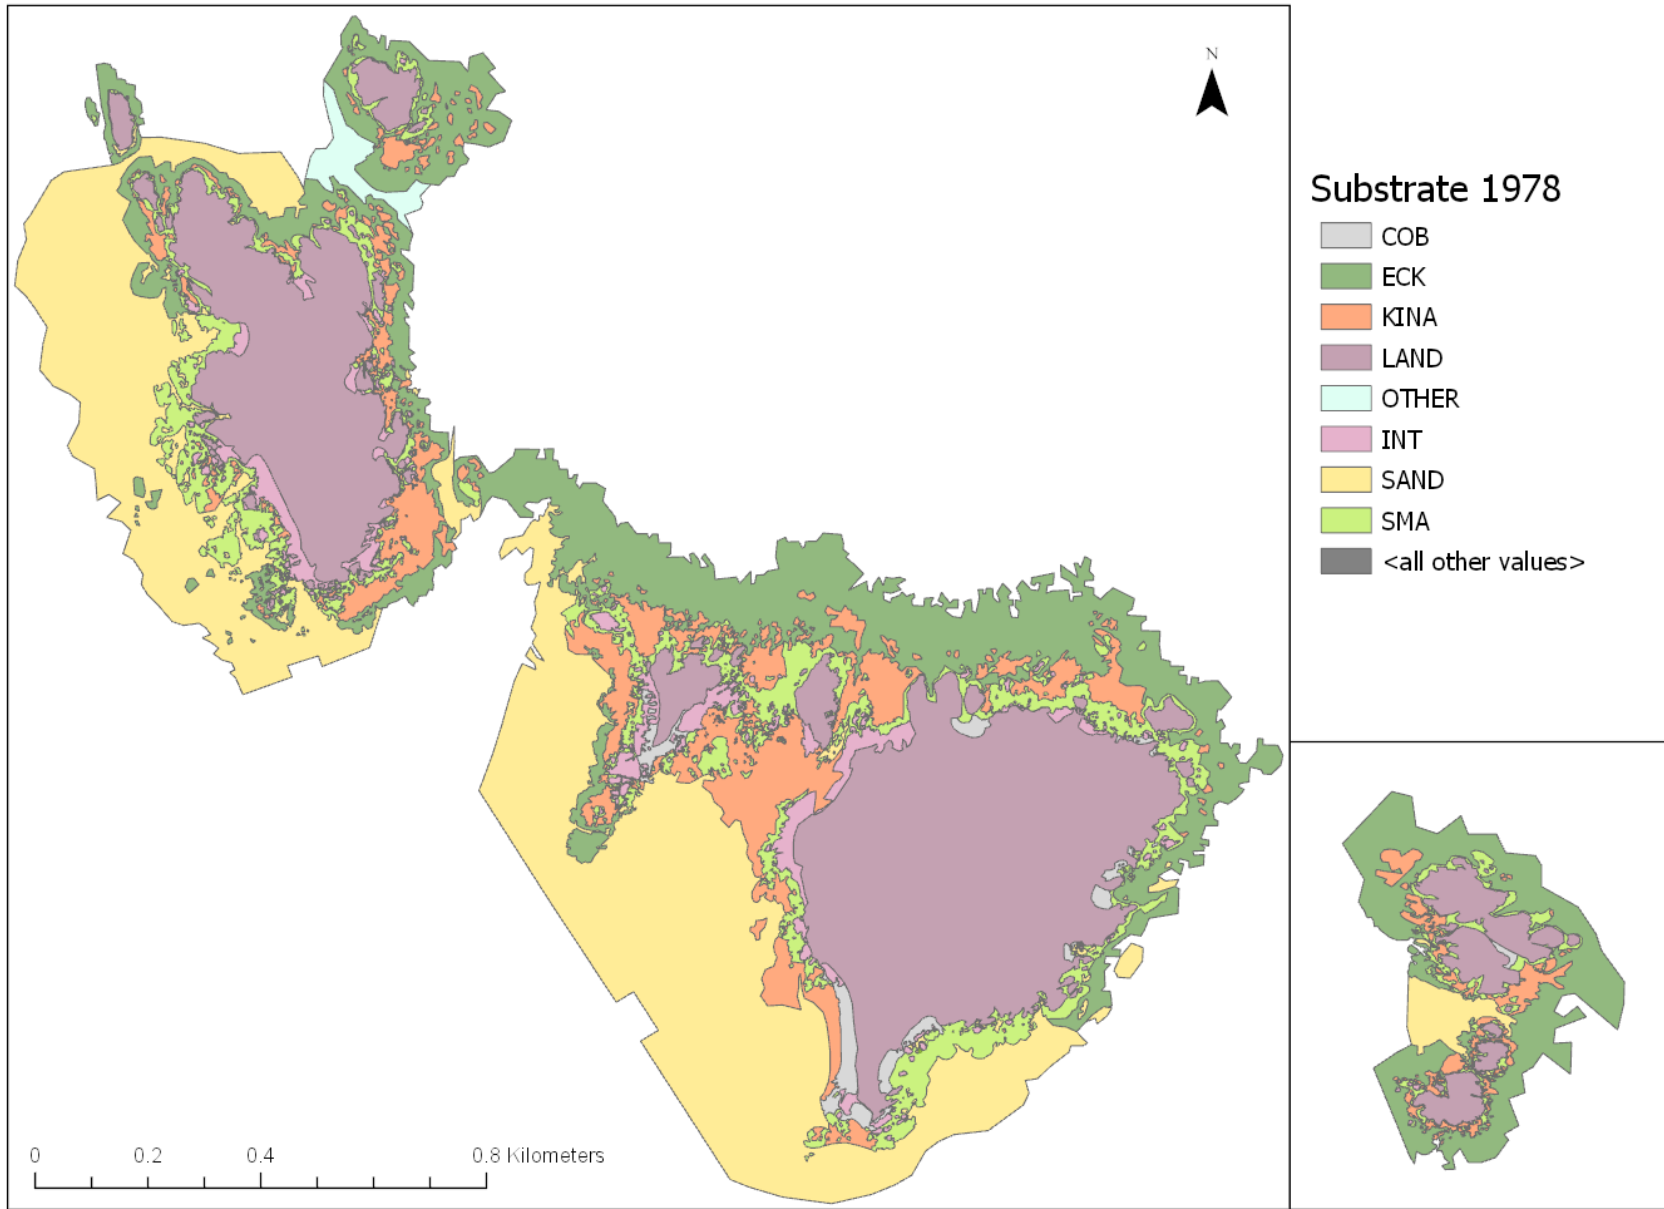 N
Substrate 1978
COB
ECK
KINA
LAND
OTHER
INT
SAND
SMA
<all other values>
0 0.2 0.4 0.8 Kilometers